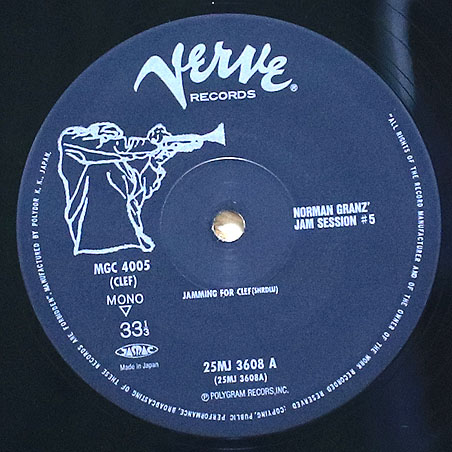 verve
RECORDS®
NORMAN GRANZ'
JAM SESSION #5
MGC 4005
(CLEF)
MONO
33⅓
JASRAC
Made in Japan
JAMMING FOR CLEF(SHRDLU)
25MJ 3608 A
(25MJ 3608A)
Ⓟ POLYGRAM RECORS, INC.
"ALL RIGHTS OF THE RECORD MANUFACTURER AND OF THE OWNER OF THE WORK RECORDED RESERVED (COPYING, PUBLIC PERFORMANCE, BROADCASTING OF THESE RECORDS ARE FORBIDDEN" MANUFACTURED BY POLYDOR K.K., JAPAN.